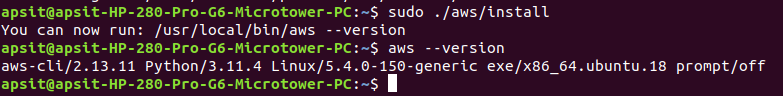 apsit@apsit-HP-280-Pro-G6-Microtower-PC:~$ sudo ./aws/install
You can now run: /usr/local/bin/aws --version
apsit@apsit-HP-280-Pro-G6-Microtower-PC:~$ aws --version
aws-cli/2.13.11 Python/3.11.4 Linux/5.4.0-150-generic exe/x86_64.ubuntu.18 prompt/off
apsit@apsit-HP-280-Pro-G6-Microtower-PC:~$